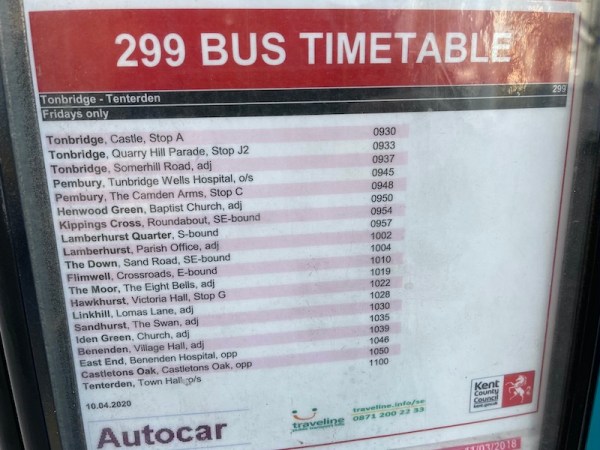 299 BUS TIMETABLE
Tonbridge - Tenterden 299
Fridays only
Tonbridge, Castle, Stop A 0930
Tonbridge, Quarry Hill Parade, Stop J2 0933
Tonbridge, Somerhill Road, adj 0937
Pembury, Tunbridge Wells Hospital, o/s 0945
Pembury, The Camden Arms, Stop C 0948
Henwood Green, Baptist Church, adj 0950
Kippings Cross, Roundabout, SE-bound 0954
Lamberhurst Quarter, S-bound 0957
Lamberhurst, Parish Office, adj 1002
The Down, Sand Road, SE-bound 1004
Flimwell, Crossroads, E-bound 1010
The Moor, The Eight Bells, adj 1019
Hawkhurst, Victoria Hall, Stop G 1022
Linkhill, Lomas Lane, adj 1028
Sandhurst, The Swan, adj 1030
Iden Green, Church, adj 1035
Benenden, Village Hall, adj 1039
East End, Benenden Hospital, opp 1046
Castletons Oak, Castletons Oak, opp 1050
Tenterden, Town Hall, o/s 1100
10.04.2020
Autocar
traveline
traveline.info/se
0871 200 22 33
Kent
County
Council
/03/2018